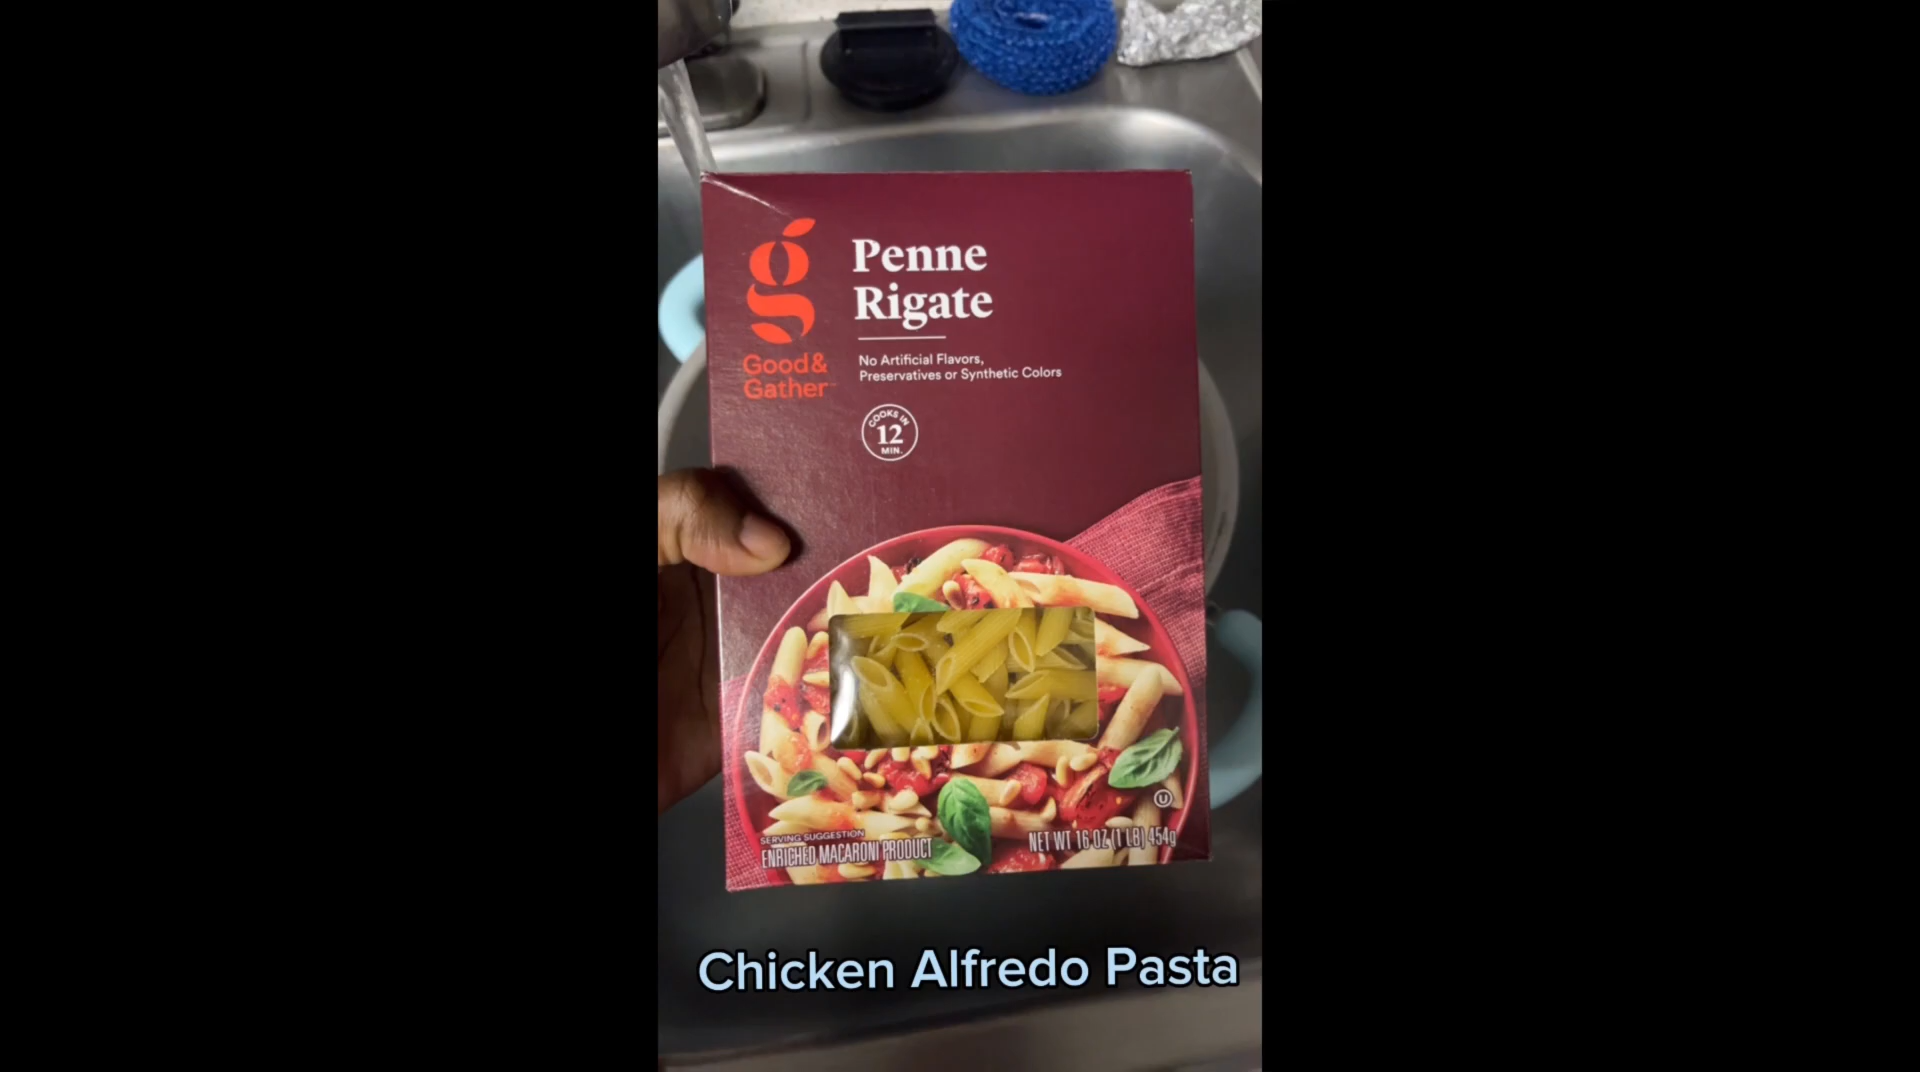 Penne
Rigate
Good &
Gather™
No Artificial Flavors,
Preservatives or Synthetic Colors
COOKS IN
12
MIN.
SERVING SUGGESTION
ENRICHED MACARONI PRODUCT
NET WT 16 OZ (1 LB) 454g
U
Chicken Alfredo Pasta